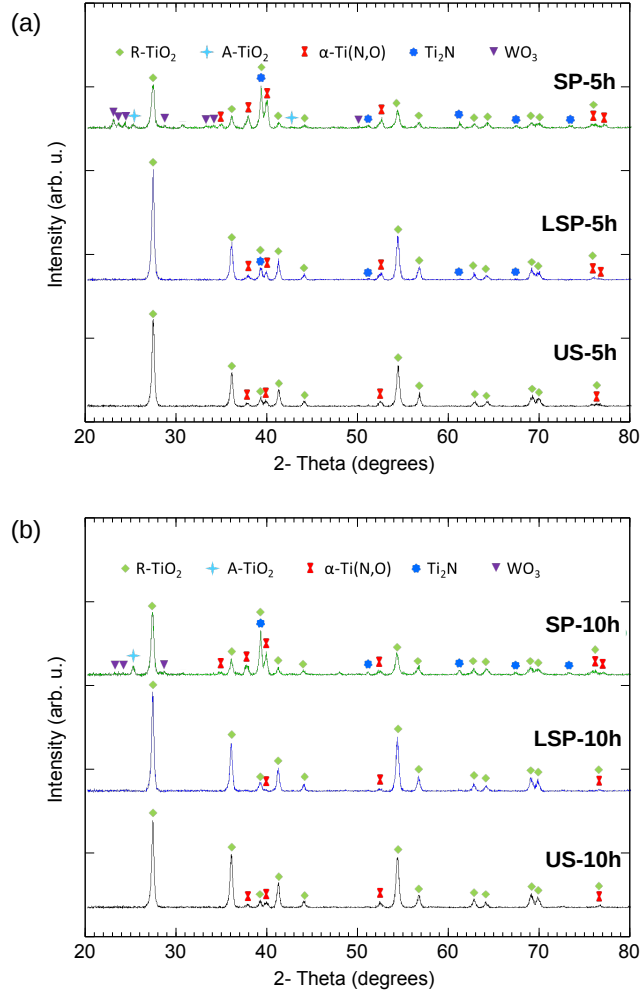 (a)
R-TiO₂ A-TiO₂ α-Ti(N,O) Ti₂N WO₃
SP-5h
LSP-5h
US-5h
Intensity (arb. u.)
20 30 40 50 60 70 80
2- Theta (degrees)
(b)
R-TiO₂ A-TiO₂ α-Ti(N,O) Ti₂N WO₃
SP-10h
LSP-10h
US-10h
Intensity (arb. u.)
20 30 40 50 60 70 80
2- Theta (degrees)